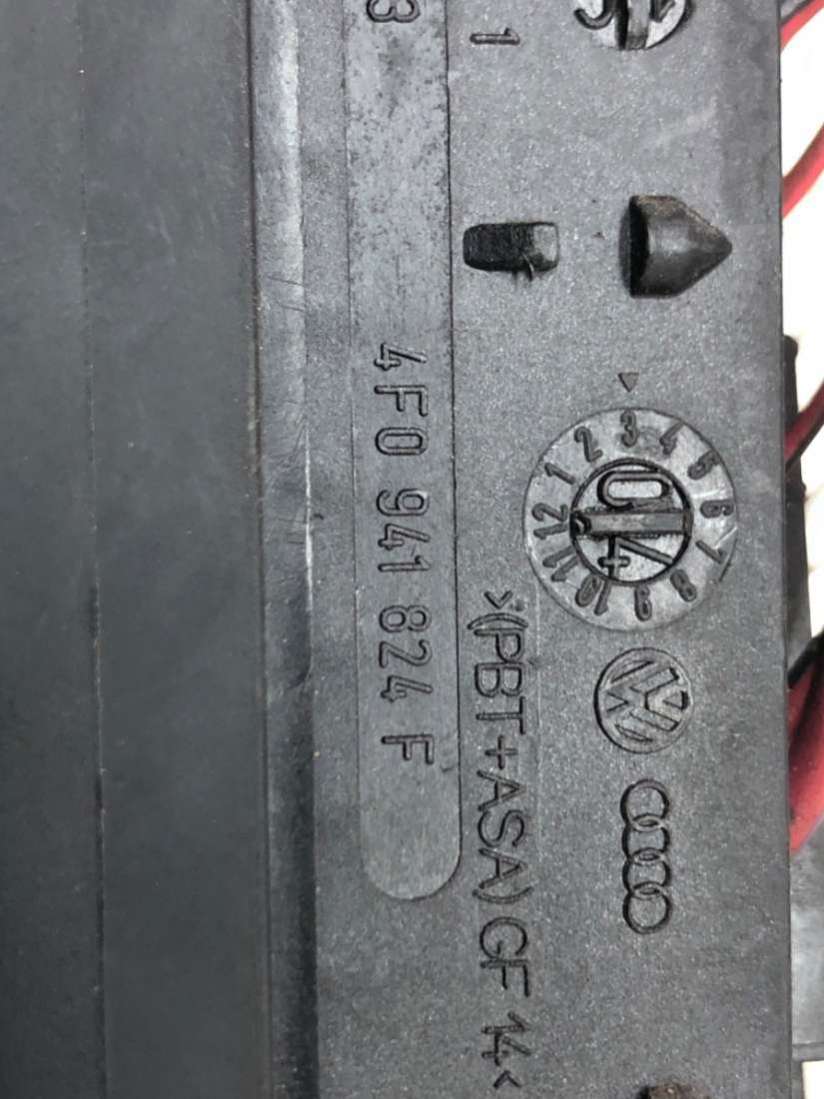 3
1
4F0 941 824 F
1 2 3 4 5 6 7 8 9 10 11 12
>(PBT+ASA)GF 14<
VW